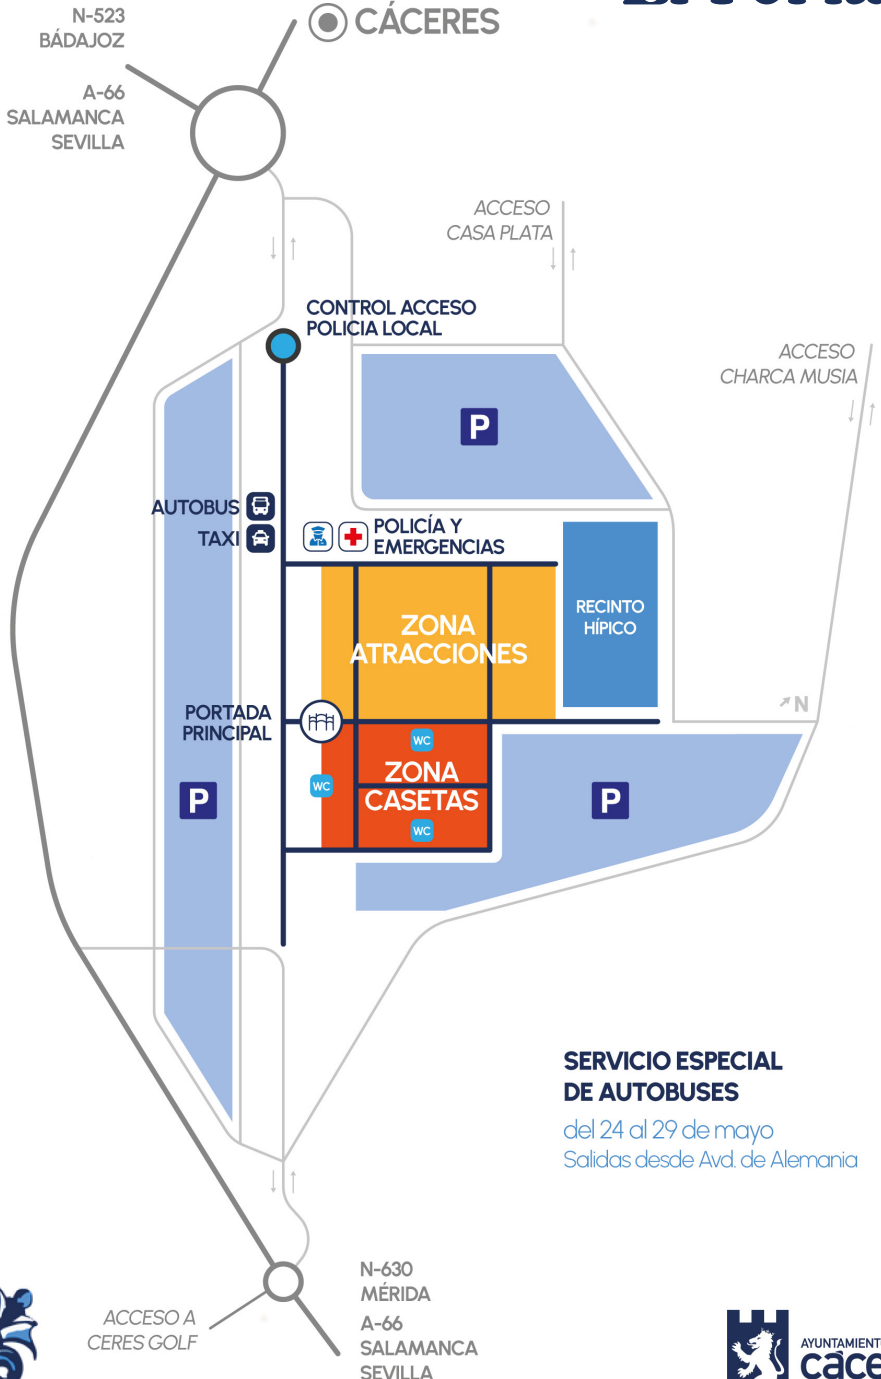 N-523
BÁDAJOZ
CÁCERES
A-66
SALAMANCA
SEVILLA
ACCESO
CASA PLATA
CONTROL ACCESO
POLICIA LOCAL
ACCESO
CHARCA MUSIA
P
AUTOBUS
TAXI
POLICÍA Y
EMERGENCIAS
RECINTO
HÍPICO
ZONA
ATRACCIONES
N
PORTADA
PRINCIPAL
WC
ZONA
CASETAS
WC
WC
P
P
SERVICIO ESPECIAL
DE AUTOBUSES
del 24 al 29 de mayo
Salidas desde Avd. de Alemania
N-630
MÉRIDA
A-66
SALAMANCA
SEVILLA
ACCESO A
CERES GOLF
AYUNTAMIENTO